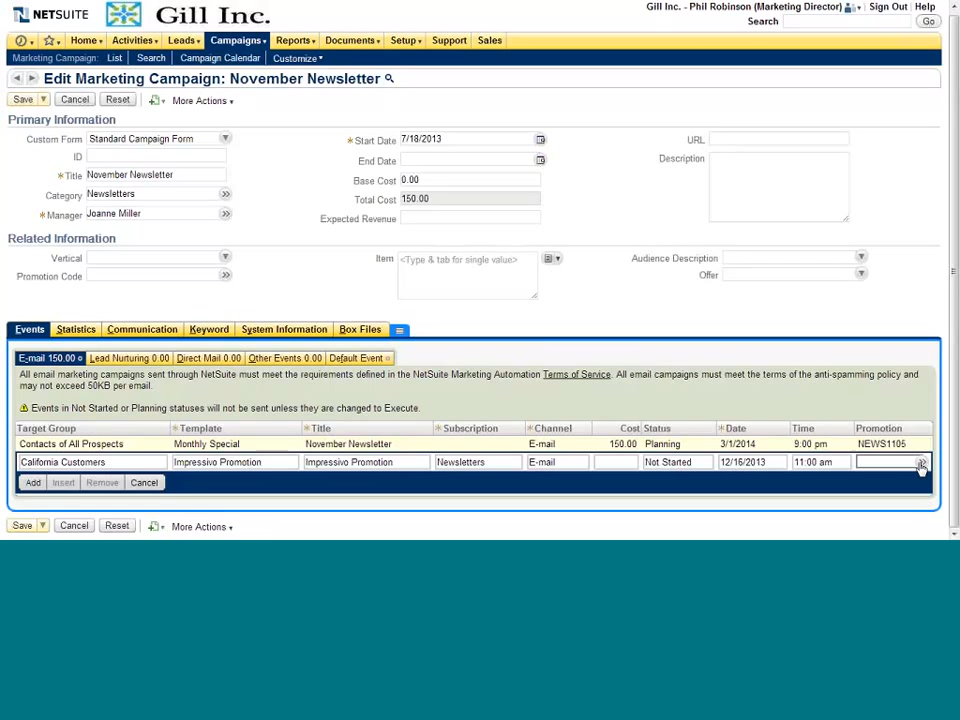 NETSUITE Gill Inc. Gill Inc. - Phil Robinson (Marketing Director) Sign Out Help
Search Go
Home Activities Leads Campaigns Reports Documents Setup Support Sales
Marketing Campaign: List Search Campaign Calendar Customize
Edit Marketing Campaign: November Newsletter
Save Cancel Reset More Actions
Primary Information
Custom Form Standard Campaign Form
ID
*Title November Newsletter
Category Newsletters
*Manager Joanne Miller
*Start Date 7/18/2013
End Date
Base Cost 0.00
Total Cost 150.00
Expected Revenue
URL
Description
Related Information
Vertical
Promotion Code
Item <Type & tab for single value>
Audience Description
Offer
Events Statistics Communication Keyword System Information Box Files
E-mail 150.00 Lead Nurturing 0.00 Direct Mail 0.00 Other Events 0.00 Default Event
All email marketing campaigns sent through NetSuite must meet the requirements defined in the NetSuite Marketing Automation Terms of Service. All email campaigns must meet the terms of the anti-spamming policy and
may not exceed 50KB per email.
Events in Not Started or Planning statuses will not be sent unless they are changed to Execute.
Target Group *Template *Title *Subscription *Channel Cost Status *Date Time Promotion
Contacts of All Prospects Monthly Special November Newsletter E-mail 150.00 Planning 3/1/2014 9:00 pm NEWS1105
California Customers Impressivo Promotion Impressivo Promotion Newsletters E-mail Not Started 12/16/2013 11:00 am
Add Insert Remove Cancel
Save Cancel Reset More Actions